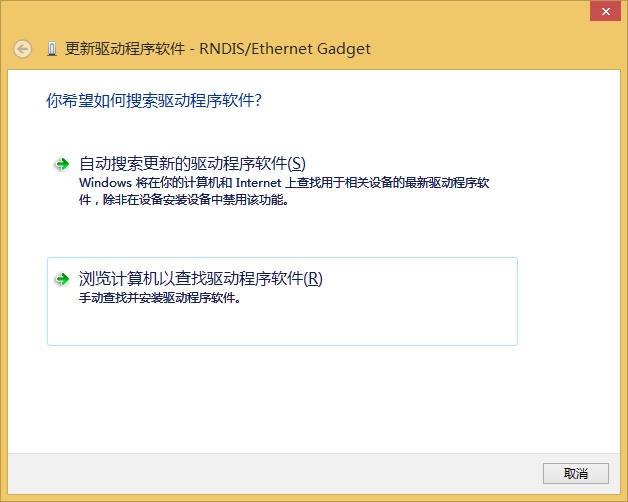 更新驱动程序软件 - RNDIS/Ethernet Gadget
你希望如何搜索驱动程序软件?
自动搜索更新的驱动程序软件(S)
Windows 将在你的计算机和 Internet 上查找用于相关设备的最新驱动程序软
件，除非在设备安装设备中禁用该功能。
浏览计算机以查找驱动程序软件(R)
手动查找并安装驱动程序软件。
取消